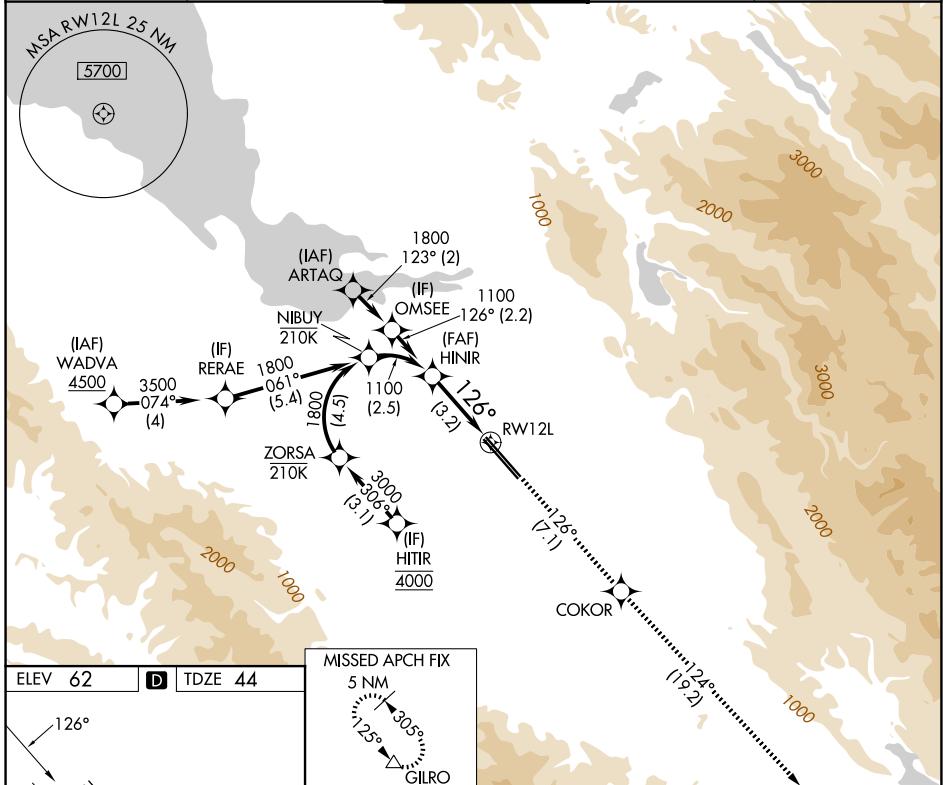 MSA RW12L 25 NM
5700
3000
2000
1000
(IAF)
ARTAQ
1800
123° (2)
(IF)
OMSEE
1100
126° (2.2)
NIBUY
210K
(FAF)
HINIR
(IAF)
WADVA
4500
(IF)
RERAE
3500
074°
(4)
1800
061°
(5.4)
1100
(2.5)
1800
(4.5)
126°
(3.2)
RW12L
3000
ZORSA
210K
3000
306°
(3.1)
(IF)
HITIR
4000
126°
(7.1)
2000
2000
1000
COKOR
124°
(19.2)
1000
ELEV 62
D
TDZE 44
126°
MISSED APCH FIX
5 NM
305°
125°
GILRO